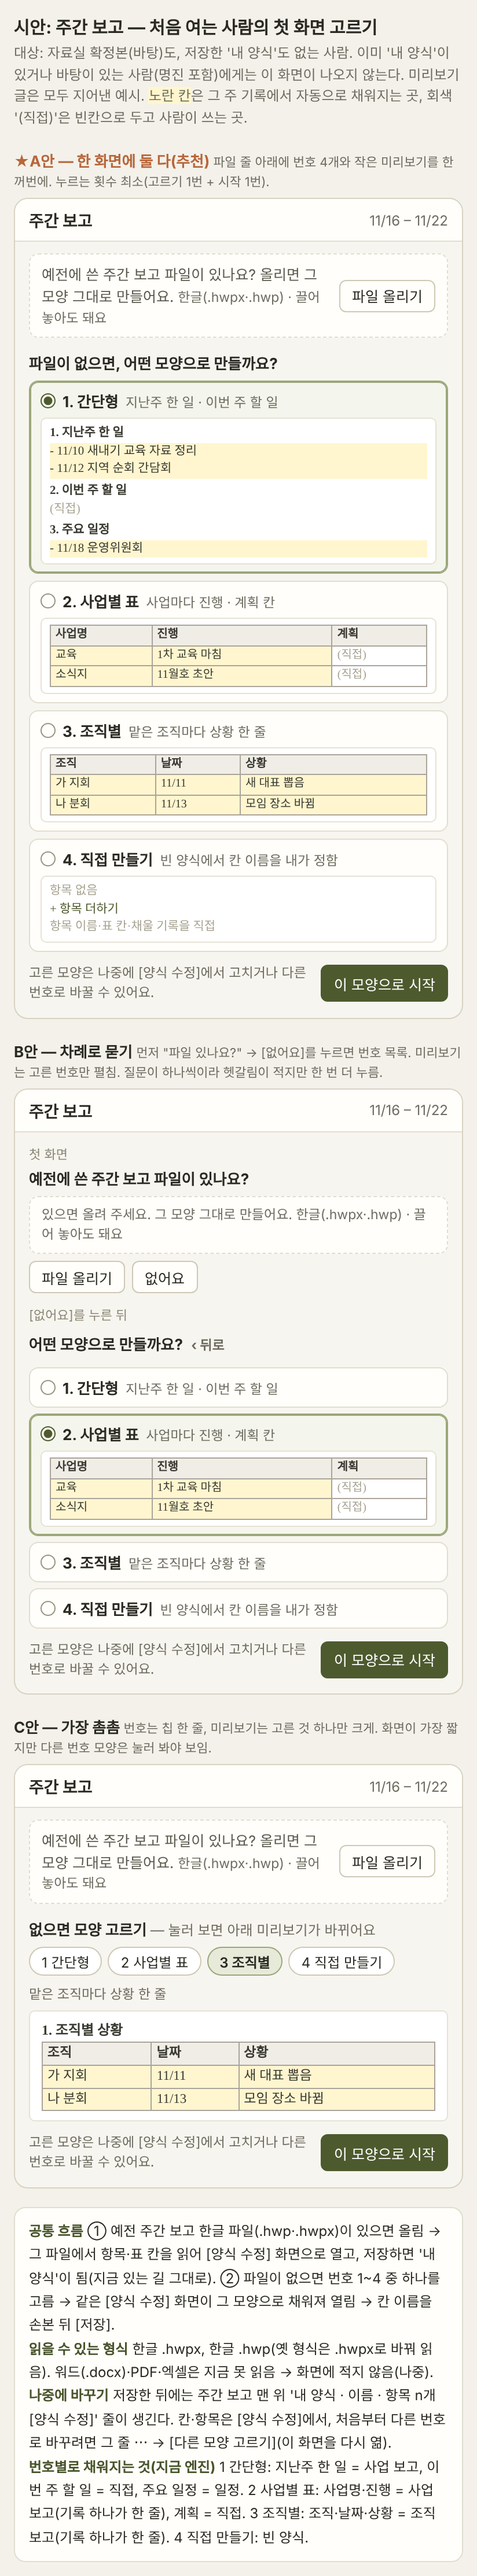 시안: 주간 보고 — 처음 여는 사람의 첫 화면 고르기
대상: 자료실 확정본(바탕)도, 저장한 '내 양식'도 없는 사람. 이미 '내 양식'이
있거나 바탕이 있는 사람(명진 포함)에게는 이 화면이 나오지 않는다. 미리보기
글은 모두 지어낸 예시. 노란 칸은 그 주 기록에서 자동으로 채워지는 곳, 회색
'(직접)'은 빈칸으로 두고 사람이 쓰는 곳.
★A안 — 한 화면에 둘 다(추천) 파일 줄 아래에 번호 4개와 작은 미리보기를 한
꺼번에. 누르는 횟수 최소(고르기 1번 + 시작 1번).
주간 보고 11/16 – 11/22
예전에 쓴 주간 보고 파일이 있나요? 올리면 그
모양 그대로 만들어요. 한글(.hwpx·.hwp) · 끌어
놓아도 돼요
파일 올리기
파일이 없으면, 어떤 모양으로 만들까요?
1. 간단형 지난주 한 일 · 이번 주 할 일
1. 지난주 한 일
- 11/10 새내기 교육 자료 정리
- 11/12 지역 순회 간담회
2. 이번 주 할 일
(직접)
3. 주요 일정
- 11/18 운영위원회
2. 사업별 표 사업마다 진행 · 계획 칸
사업명 진행 계획
교육 1차 교육 마침 (직접)
소식지 11월호 초안 (직접)
3. 조직별 맡은 조직마다 상황 한 줄
조직 날짜 상황
가 지회 11/11 새 대표 뽑음
나 분회 11/13 모임 장소 바뀜
4. 직접 만들기 빈 양식에서 칸 이름을 내가 정함
항목 없음
+ 항목 더하기
항목 이름·표 칸·채울 기록을 직접
고른 모양은 나중에 [양식 수정]에서 고치거나 다른
번호로 바꿀 수 있어요.
이 모양으로 시작
B안 — 차례로 묻기 먼저 "파일 있나요?" → [없어요]를 누르면 번호 목록. 미리보기
는 고른 번호만 펼침. 질문이 하나씩이라 헷갈림이 적지만 한 번 더 누름.
주간 보고 11/16 – 11/22
첫 화면
예전에 쓴 주간 보고 파일이 있나요?
있으면 올려 주세요. 그 모양 그대로 만들어요. 한글(.hwpx·.hwp) · 끌
어 놓아도 돼요
파일 올리기 없어요
[없어요]를 누른 뒤
어떤 모양으로 만들까요? ‹ 뒤로
1. 간단형 지난주 한 일 · 이번 주 할 일
2. 사업별 표 사업마다 진행 · 계획 칸
사업명 진행 계획
교육 1차 교육 마침 (직접)
소식지 11월호 초안 (직접)
3. 조직별 맡은 조직마다 상황 한 줄
4. 직접 만들기 빈 양식에서 칸 이름을 내가 정함
고른 모양은 나중에 [양식 수정]에서 고치거나 다른
번호로 바꿀 수 있어요.
이 모양으로 시작
C안 — 가장 촘촘 번호는 칩 한 줄, 미리보기는 고른 것 하나만 크게. 화면이 가장 짧
지만 다른 번호 모양은 눌러 봐야 보임.
주간 보고 11/16 – 11/22
예전에 쓴 주간 보고 파일이 있나요? 올리면 그
모양 그대로 만들어요. 한글(.hwpx·.hwp) · 끌어
놓아도 돼요
파일 올리기
없으면 모양 고르기 — 눌러 보면 아래 미리보기가 바뀌어요
1 간단형 2 사업별 표 3 조직별 4 직접 만들기
맡은 조직마다 상황 한 줄
1. 조직별 상황
조직 날짜 상황
가 지회 11/11 새 대표 뽑음
나 분회 11/13 모임 장소 바뀜
고른 모양은 나중에 [양식 수정]에서 고치거나 다른
번호로 바꿀 수 있어요.
이 모양으로 시작
공통 흐름 ① 예전 주간 보고 한글 파일(.hwp·.hwpx)이 있으면 올림 →
그 파일에서 항목·표 칸을 읽어 [양식 수정] 화면으로 열고, 저장하면 '내
양식'이 됨(지금 있는 길 그대로). ② 파일이 없으면 번호 1~4 중 하나를
고름 → 같은 [양식 수정] 화면이 그 모양으로 채워져 열림 → 칸 이름을
손본 뒤 [저장].
읽을 수 있는 형식 한글 .hwpx, 한글 .hwp(옛 형식은 .hwpx로 바꿔 읽
음). 워드(.docx)·PDF·엑셀은 지금 못 읽음 → 화면에 적지 않음(나중).
나중에 바꾸기 저장한 뒤에는 주간 보고 맨 위 '내 양식 · 이름 · 항목 n개
[양식 수정]' 줄이 생긴다. 칸·항목은 [양식 수정]에서, 처음부터 다른 번호
로 바꾸려면 그 줄 ⋯ → [다른 모양 고르기](이 화면을 다시 엶).
번호별로 채워지는 것(지금 엔진) 1 간단형: 지난주 한 일 = 사업 보고, 이
번 주 할 일 = 직접, 주요 일정 = 일정. 2 사업별 표: 사업명·진행 = 사업
보고(기록 하나가 한 줄), 계획 = 직접. 3 조직별: 조직·날짜·상황 = 조직
보고(기록 하나가 한 줄). 4 직접 만들기: 빈 양식.